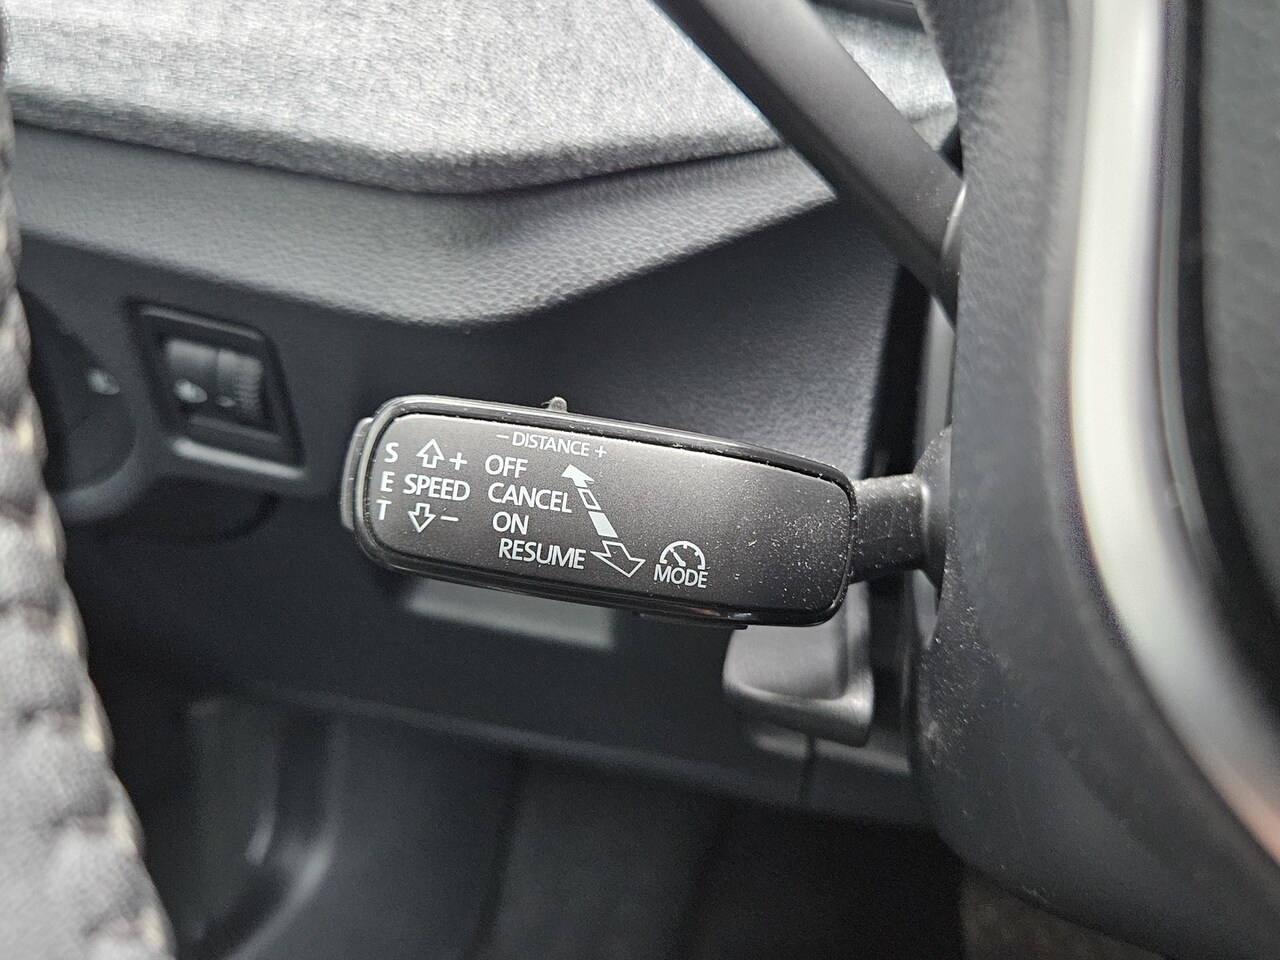 – DISTANCE +
S + OFF
E SPEED CANCEL
T – ON
RESUME
MODE